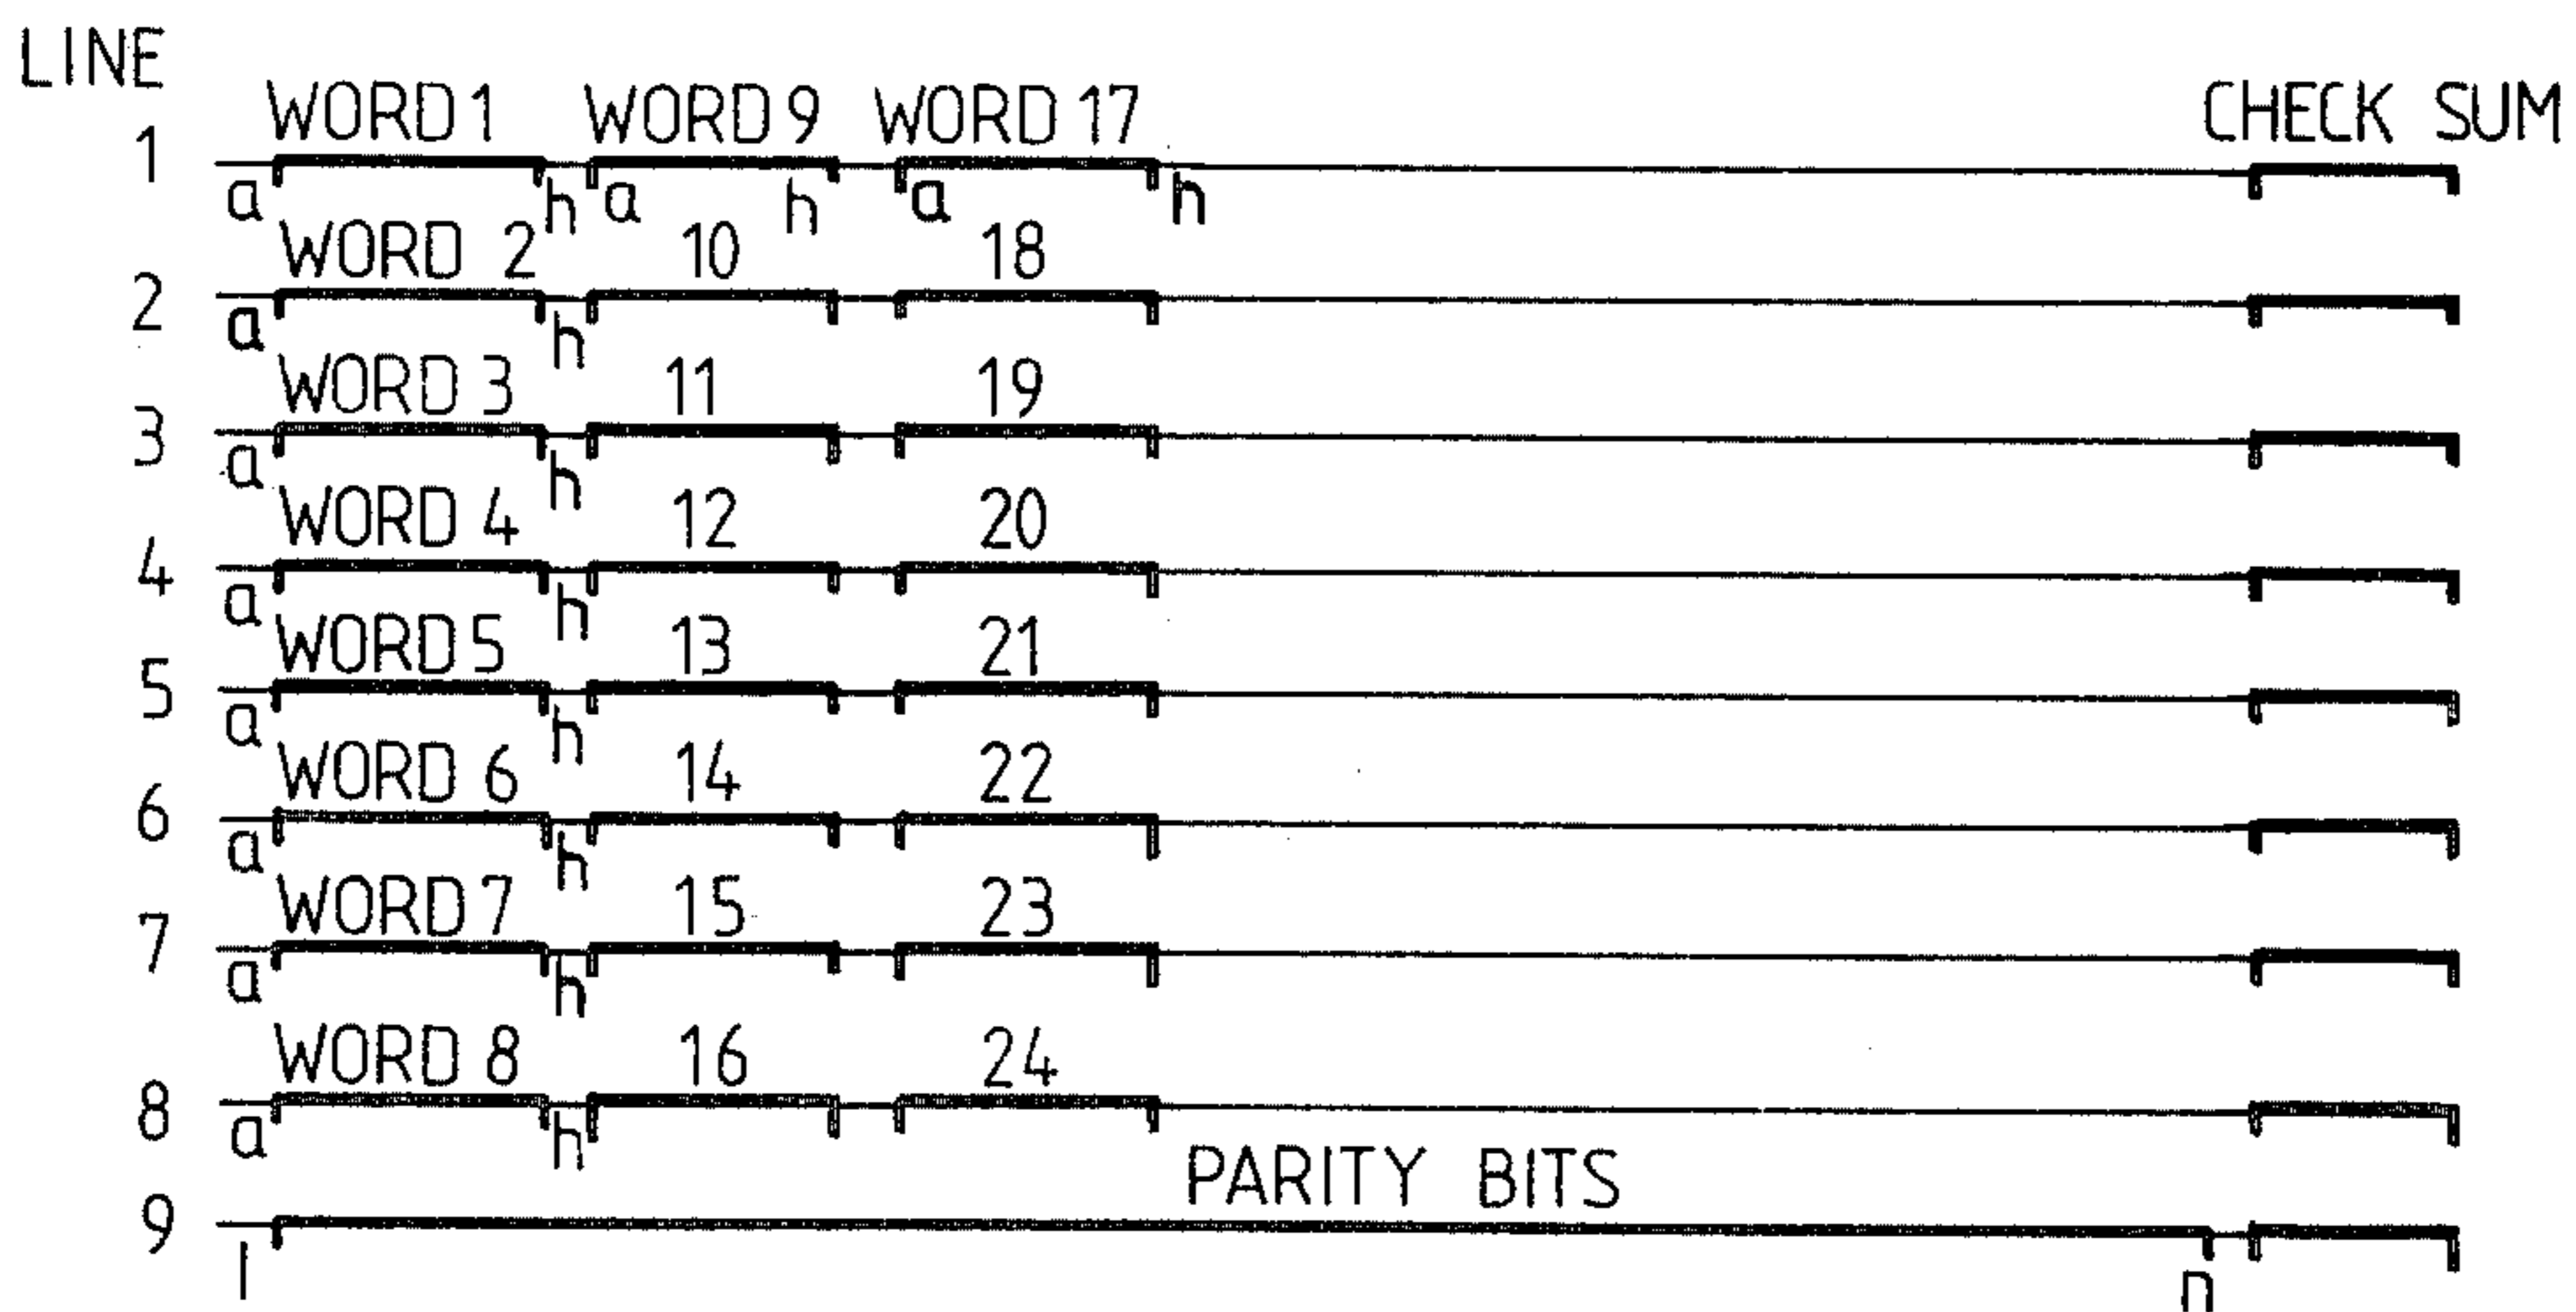 LINE
WORD 1 WORD 9 WORD 17 CHECK SUM
1
a h a h a h
WORD 2 10 18
2
a h
WORD 3 11 19
3
a h
WORD 4 12 20
4
a h
WORD 5 13 21
5
a h
WORD 6 14 22
6
a h
WORD 7 15 23
7
a h
WORD 8 16 24
8
a h
PARITY BITS
9
l n